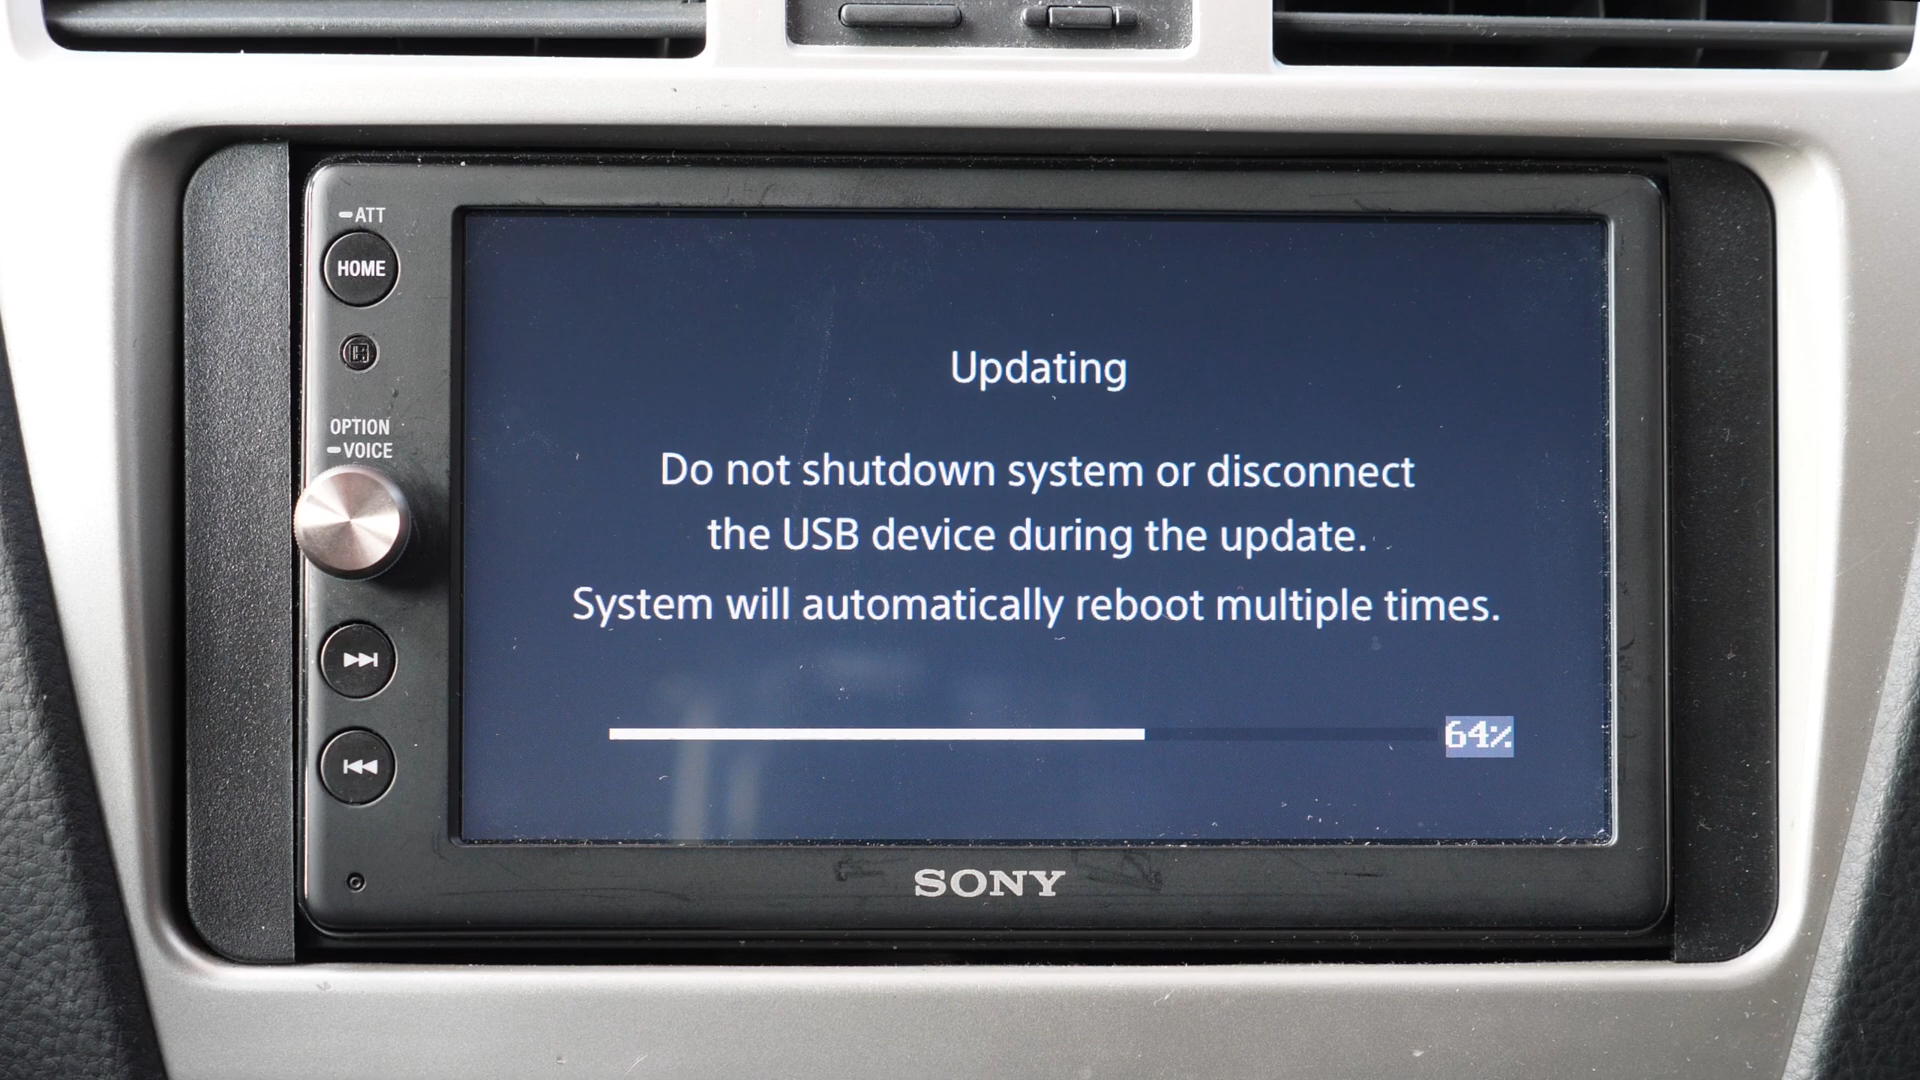 ATT
HOME
OPTION
VOICE
Updating
Do not shutdown system or disconnect
the USB device during the update.
System will automatically reboot multiple times.
64%
SONY